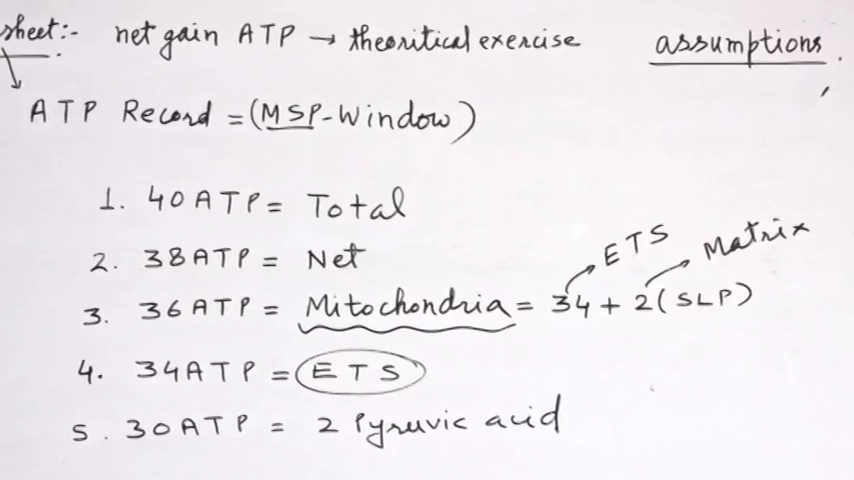 sheet:- net gain ATP → theoritical exercise assumptions.
ATP Record = (MSP-Window)
1. 40 ATP = Total
2. 38 ATP = Net
ETS Matrix
3. 36 ATP = Mitochondria = 34 + 2 (SLP)
4. 34 ATP = ETS
5. 30 ATP = 2 Pyruvic acid